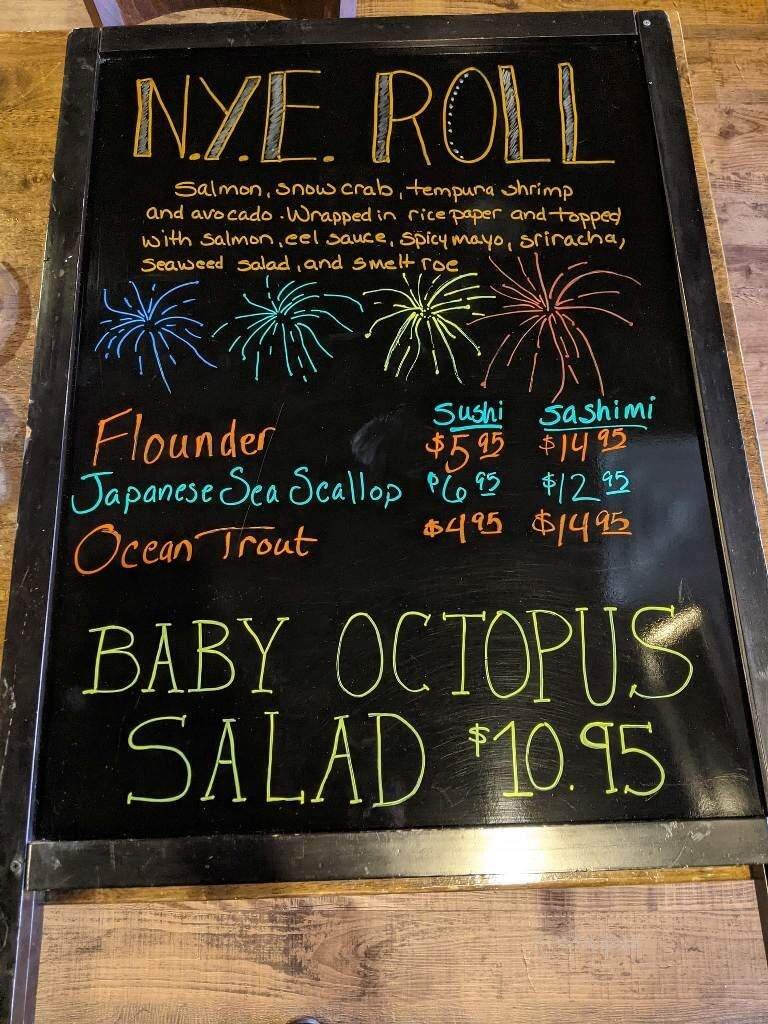 N.Y.E. ROLL
Salmon, snow crab, tempura shrimp
and avocado. Wrapped in rice paper and topped
with salmon, eel sauce, spicy mayo, sriracha,
seaweed salad, and smelt roe
Sushi sashimi
Flounder $5.95 $14.95
Japanese Sea Scallop $6.95 $12.95
Ocean Trout $4.95 $14.95
BABY OCTOPUS
SALAD $10.95